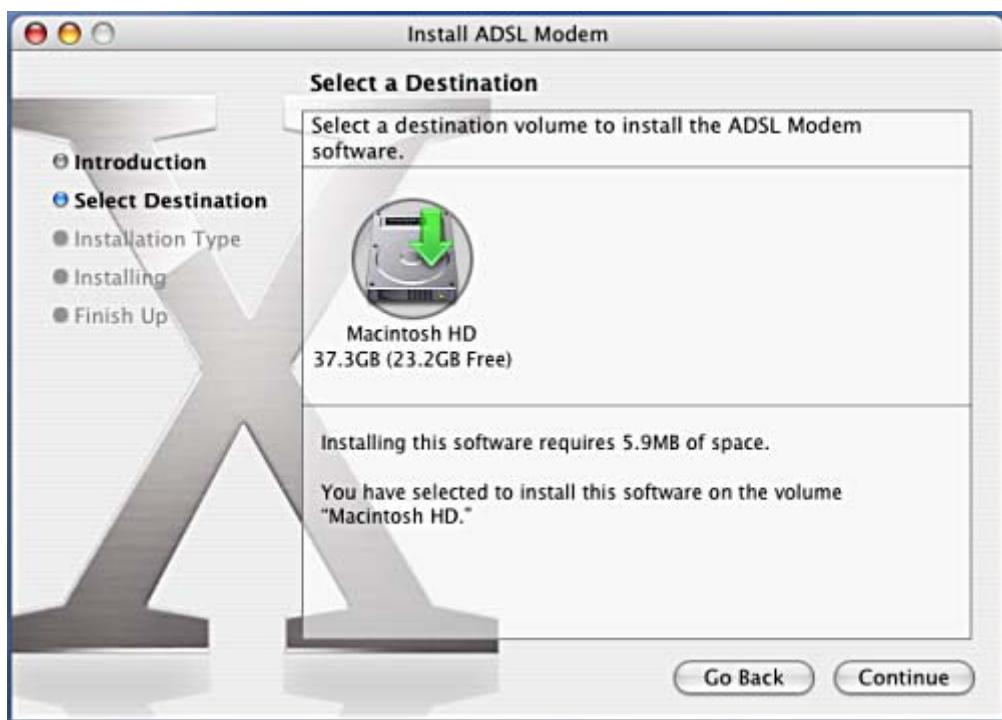 Install ADSL Modem
Select a Destination
Select a destination volume to install the ADSL Modem
software.
Introduction
Select Destination
Installation Type
Installing
Finish Up
Macintosh HD
37.3GB (23.2GB Free)
Installing this software requires 5.9MB of space.
You have selected to install this software on the volume
"Macintosh HD."
Go Back
Continue